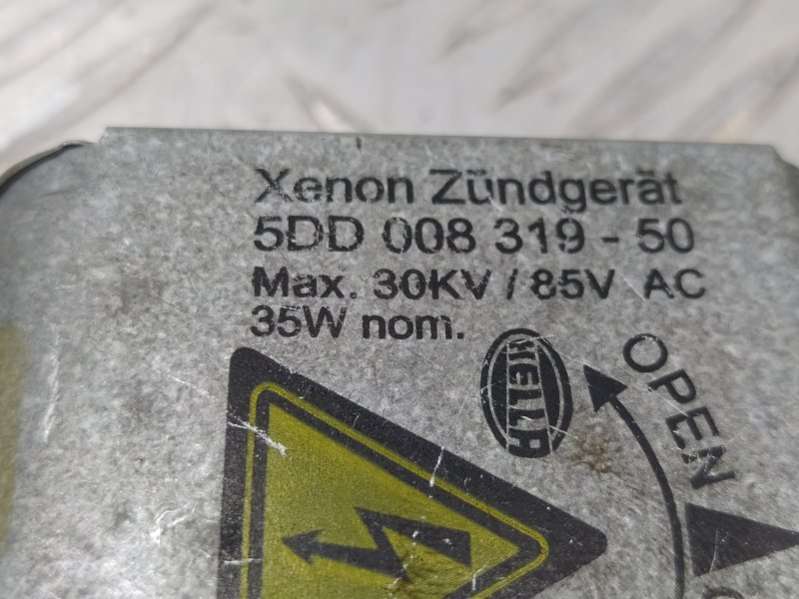 Xenon Zündgerät
5DD 008 319 - 50
Max. 30KV / 85V AC
35W nom.
HELLA
OPEN